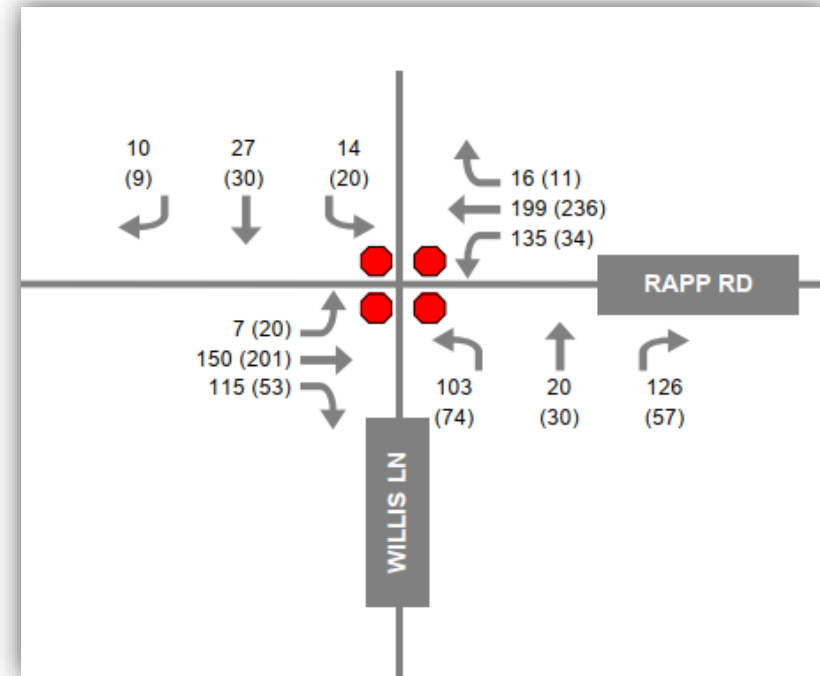 10 27 14
(9) (30) (20)
16 (11)
199 (236)
135 (34)
RAPP RD
7 (20)
150 (201)
115 (53)
103 20 126
(74) (30) (57)
WILLIS LN